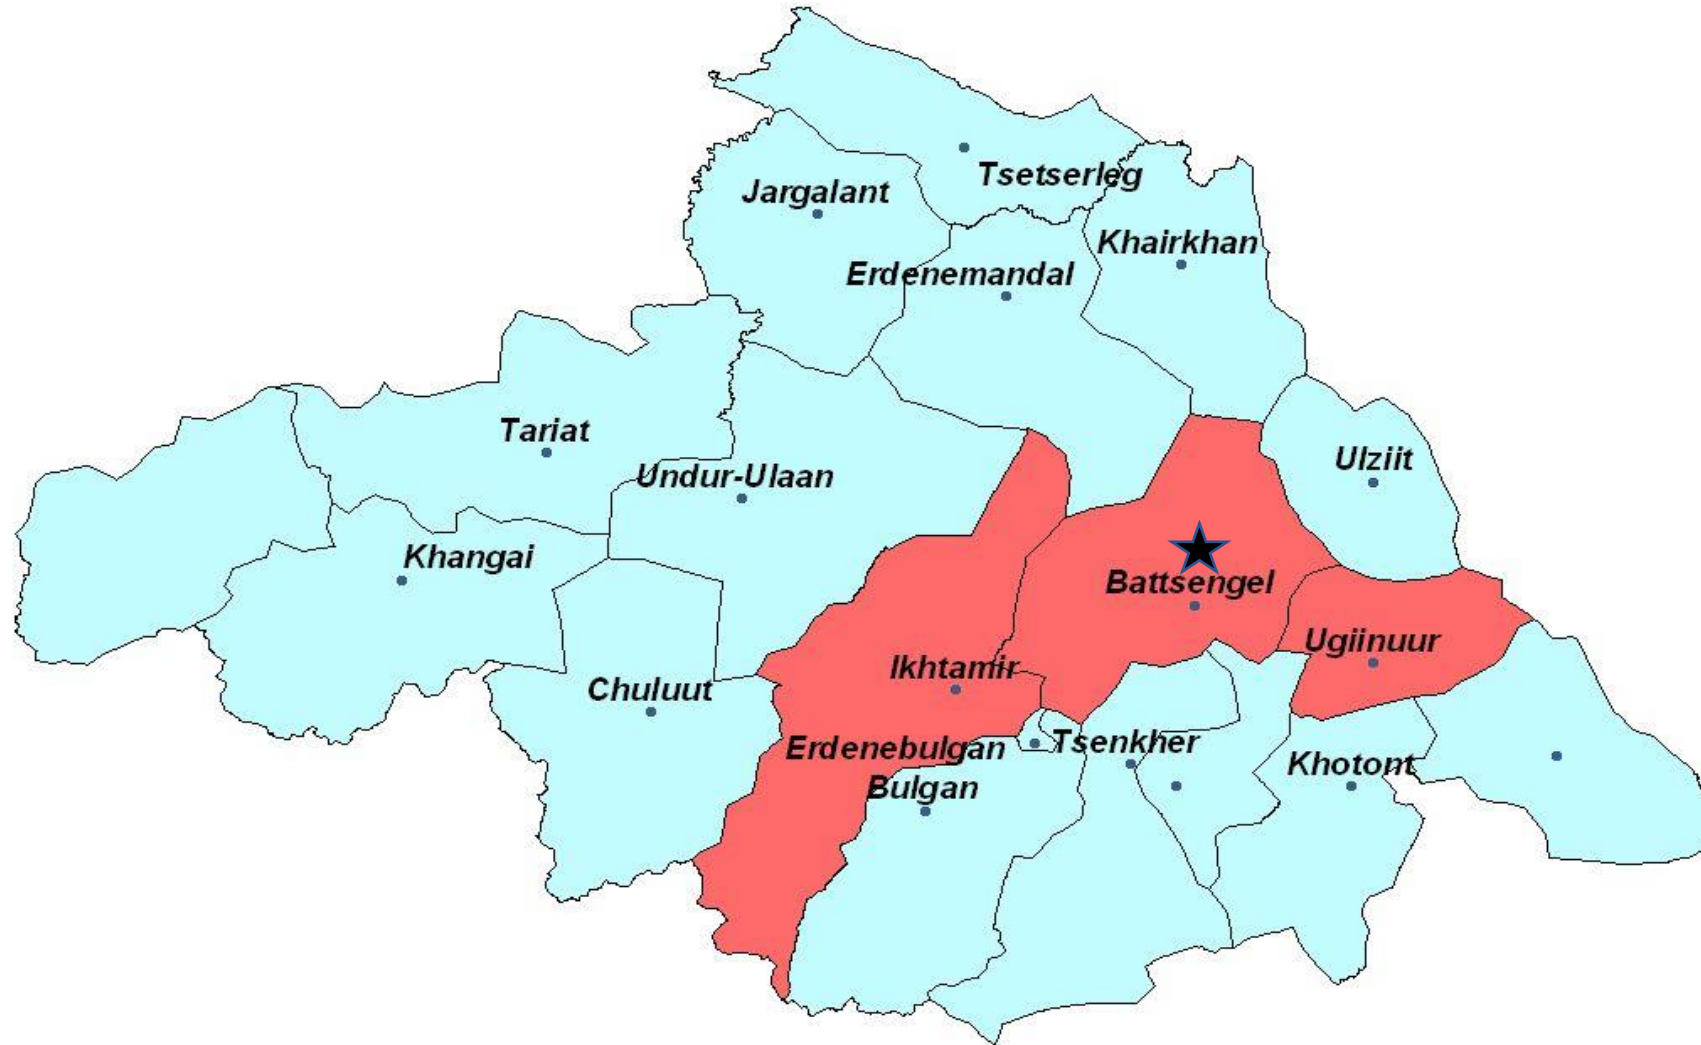 Tsetserleg
Jargalant
Khairkhan
Erdenemandal
Tariat
Ulziit
Undur-Ulaan
Khangai
Battsengel
Ugiinuur
Ikhtamir
Chuluut
Erdenebulgan
Tsenkher
Khotont
Bulgan